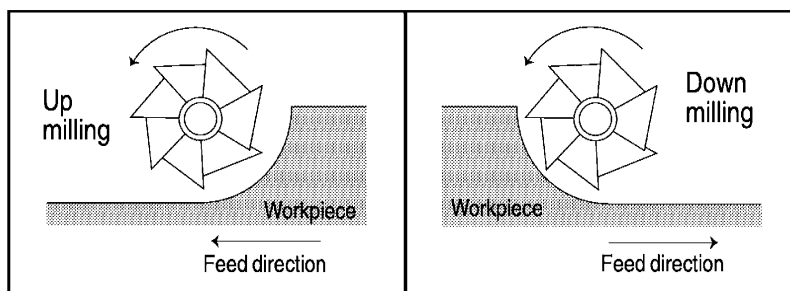 Up
milling
Workpiece
Feed direction
Down
milling
Workpiece
Feed direction